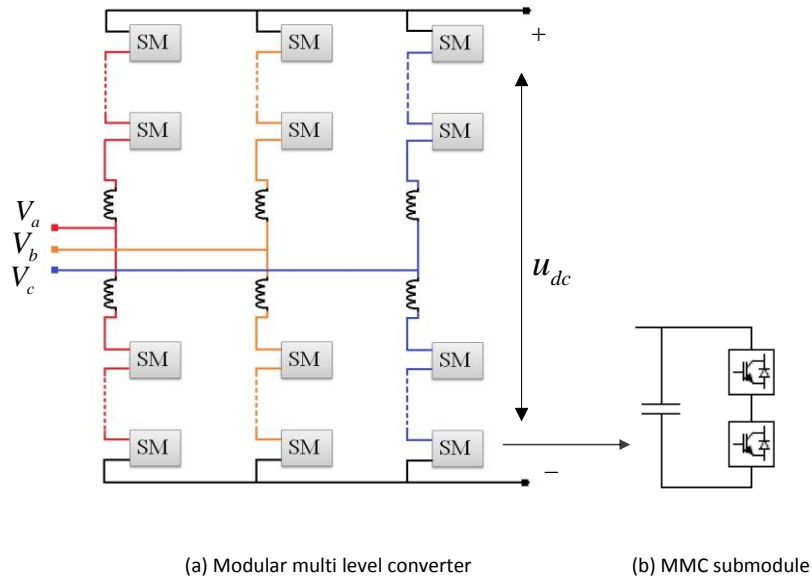 SM SM SM
+
SM SM SM
V_a
V_b
V_c
u_dc
SM SM SM
SM SM SM
−
(a) Modular multi level converter (b) MMC submodule